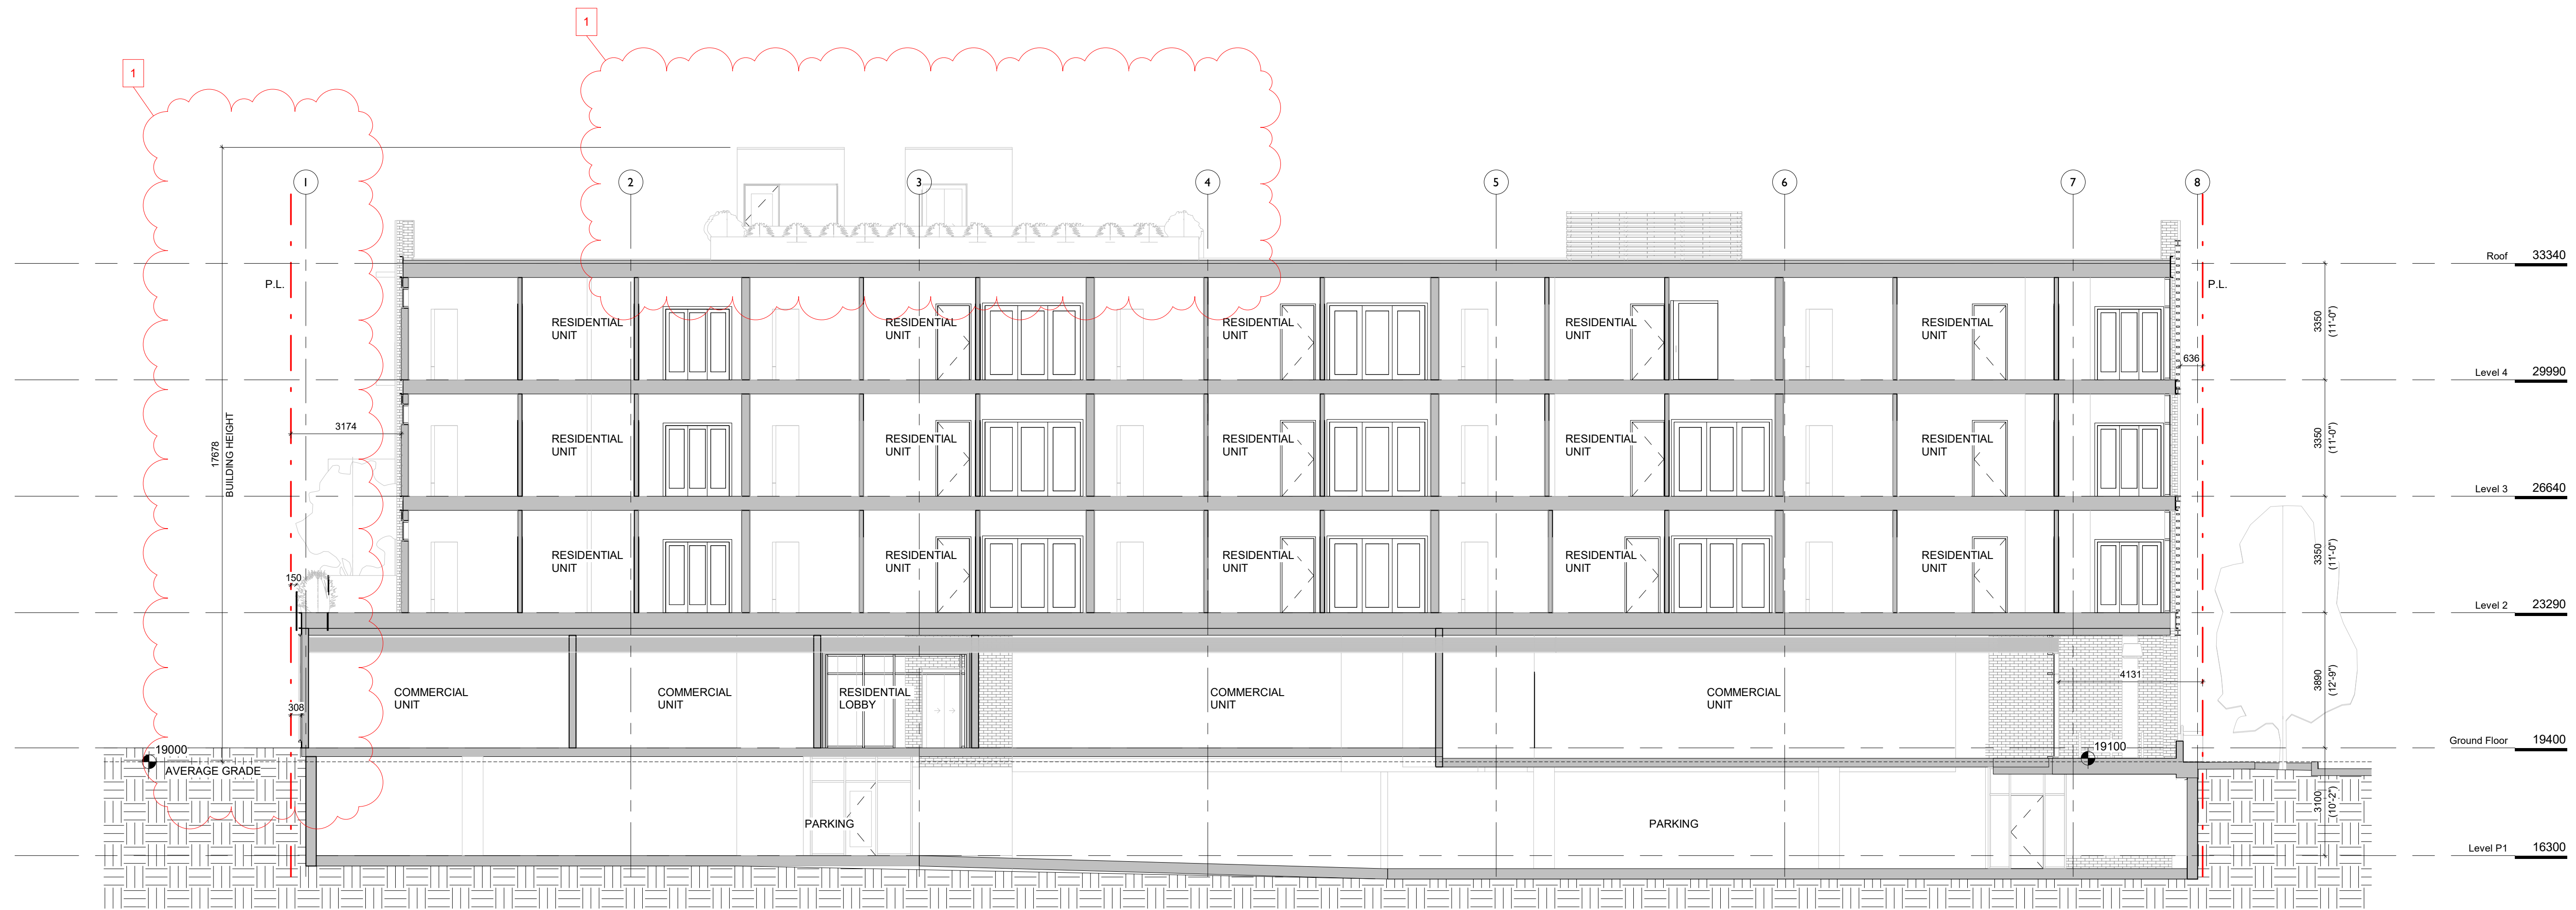 1
1
1
2
3
4
5
6
7
8
Roof 33340
P.L.
P.L.
3350
(11'-0")
RESIDENTIAL
UNIT
RESIDENTIAL
UNIT
RESIDENTIAL
UNIT
RESIDENTIAL
UNIT
RESIDENTIAL
UNIT
636
Level 4 29990
17678
BUILDING HEIGHT
3174
RESIDENTIAL
UNIT
RESIDENTIAL
UNIT
RESIDENTIAL
UNIT
RESIDENTIAL
UNIT
RESIDENTIAL
UNIT
3350
(11'-0")
Level 3 26640
RESIDENTIAL
UNIT
RESIDENTIAL
UNIT
RESIDENTIAL
UNIT
RESIDENTIAL
UNIT
RESIDENTIAL
UNIT
3350
(11'-0")
150
Level 2 23290
COMMERCIAL
UNIT
COMMERCIAL
UNIT
RESIDENTIAL
LOBBY
COMMERCIAL
UNIT
COMMERCIAL
UNIT
4131
3890
(12'-9")
308
19000
AVERAGE GRADE
19100
Ground Floor 19400
PARKING
PARKING
3100
(10'-2")
Level P1 16300